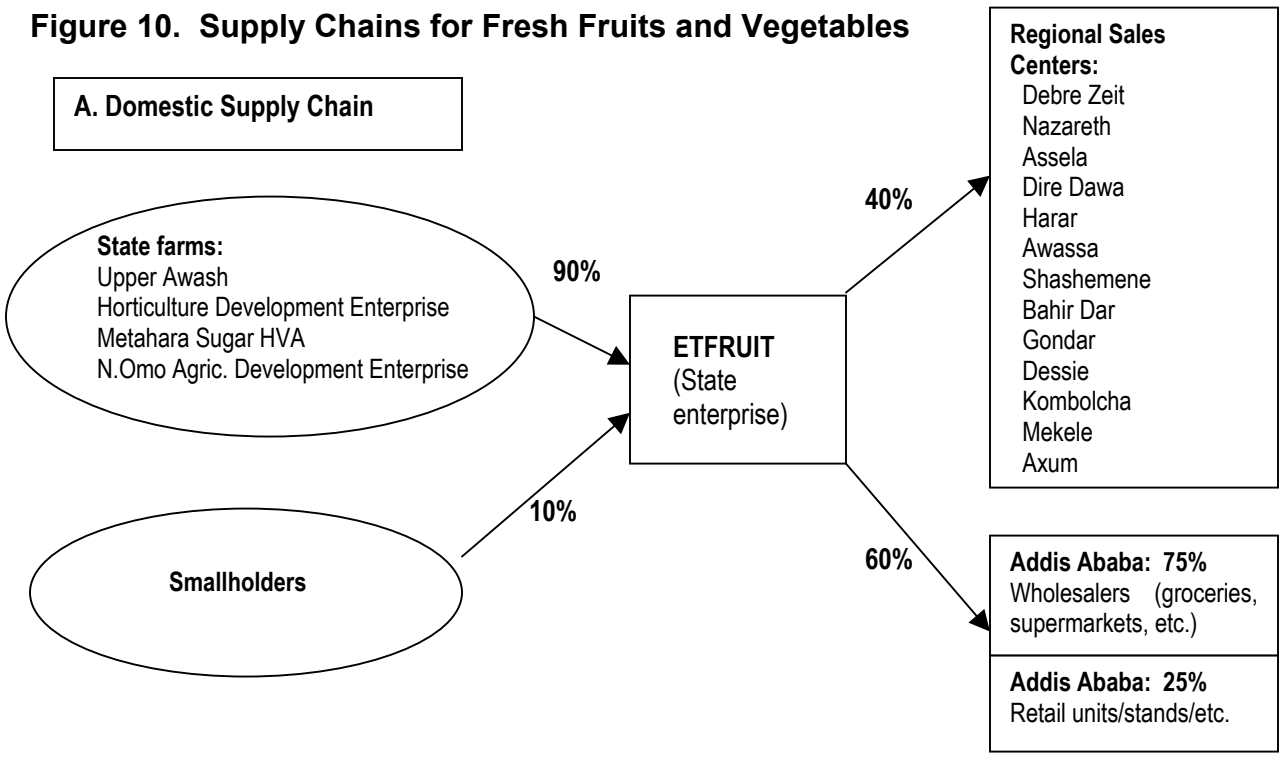 Figure 10. Supply Chains for Fresh Fruits and Vegetables
A. Domestic Supply Chain
State farms:
Upper Awash
Horticulture Development Enterprise
Metahara Sugar HVA
N.Omo Agric. Development Enterprise
90%
Smallholders
10%
ETFRUIT
(State
enterprise)
40%
Regional Sales
Centers:
Debre Zeit
Nazareth
Assela
Dire Dawa
Harar
Awassa
Shashemene
Bahir Dar
Gondar
Dessie
Kombolcha
Mekele
Axum
60%
Addis Ababa: 75%
Wholesalers (groceries,
supermarkets, etc.)
Addis Ababa: 25%
Retail units/stands/etc.